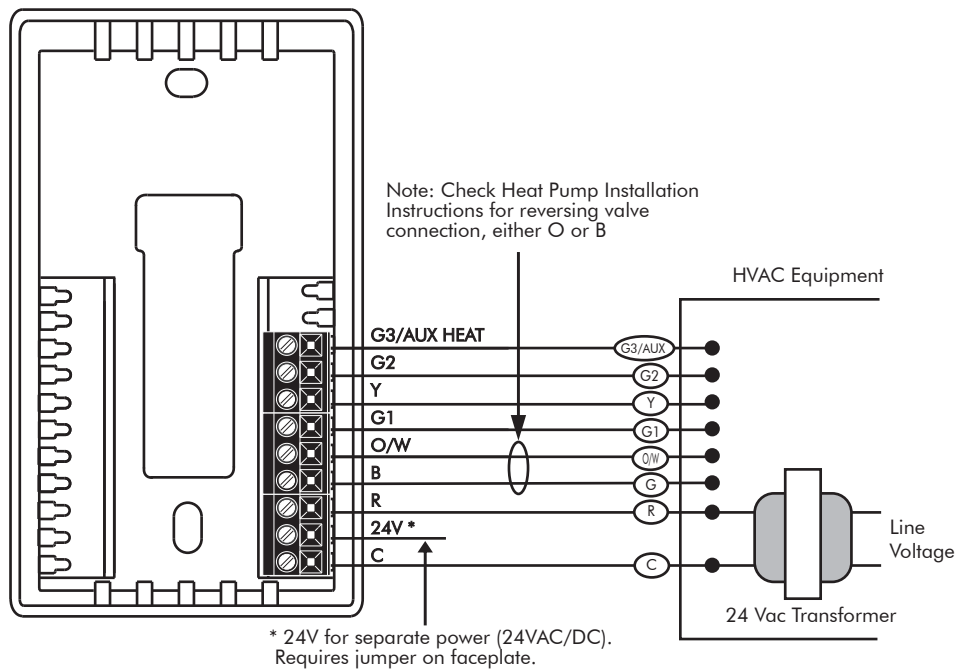 Note: Check Heat Pump Installation
Instructions for reversing valve
connection, either O or B
HVAC Equipment
G3/AUX HEAT
G3/AUX
G2
G2
Y
Y
G1
G1
O/W
O/W
B
G
R
R
24V *
C
C
Line
Voltage
24 Vac Transformer
* 24V for separate power (24VAC/DC).
Requires jumper on faceplate.